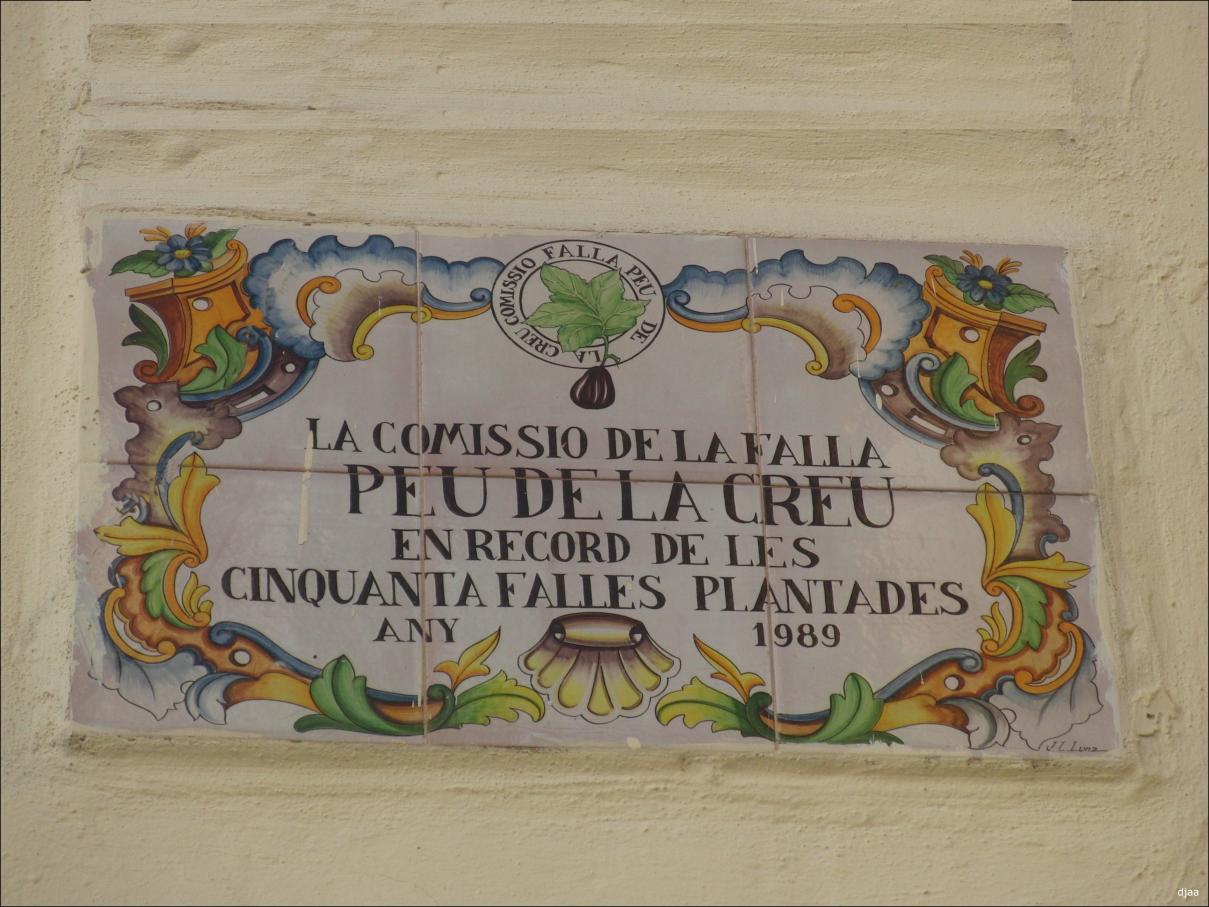 COMISSIO FALLA PEU DE LA CREU
LA COMISSIO DE LA FALLA
PEU DE LA CREU
EN RECORD DE LES
CINQUANTA FALLES PLANTADES
ANY 1989
J. L. Luna
djaa